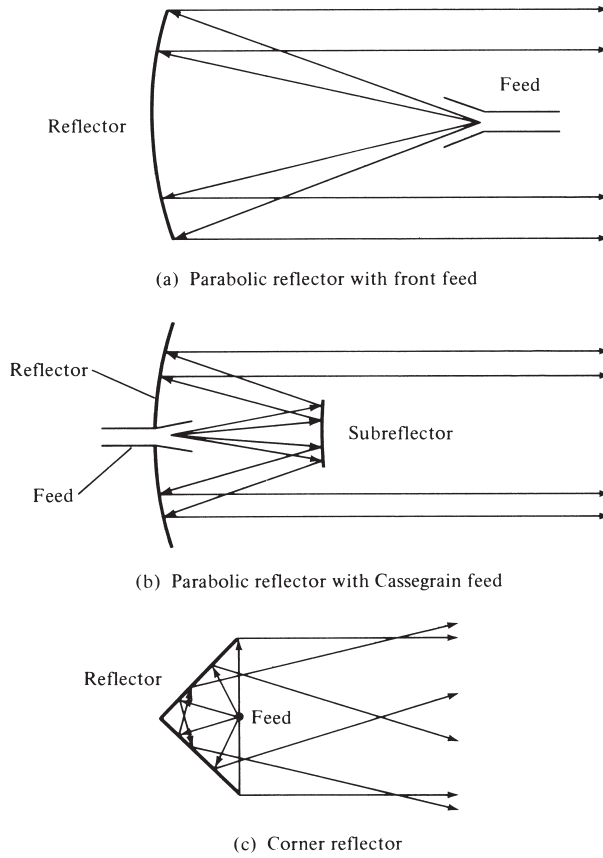 Feed
Reflector
(a) Parabolic reflector with front feed
Reflector
Subreflector
Feed
(b) Parabolic reflector with Cassegrain feed
Reflector
Feed
(c) Corner reflector